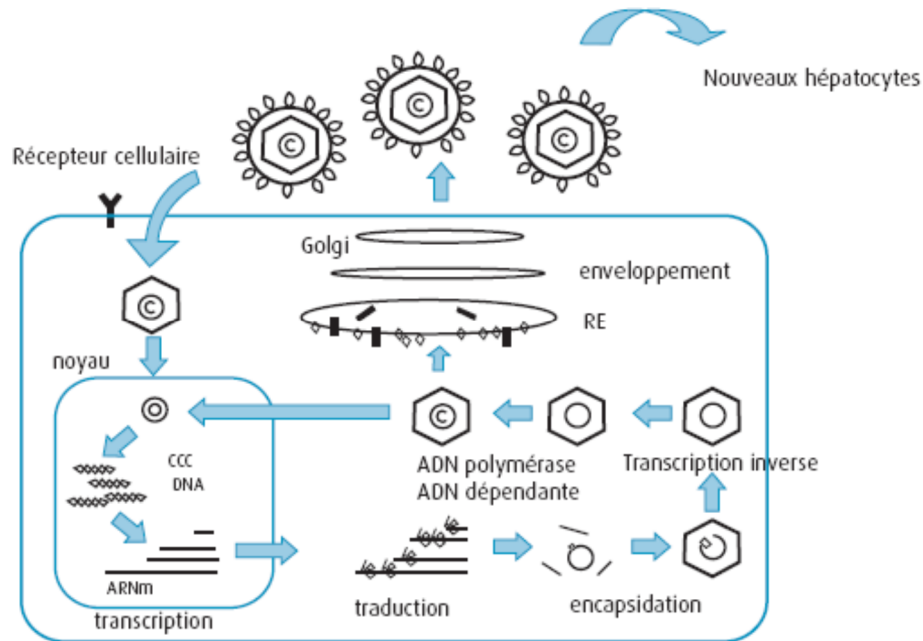 Nouveaux hépatocytes
Récepteur cellulaire
C
C
C
Golgi
enveloppement
RE
C
noyau
C
ADN polymérase
ADN dépendante
Transcription inverse
CCC
DNA
ARNm
transcription
traduction
encapsidation